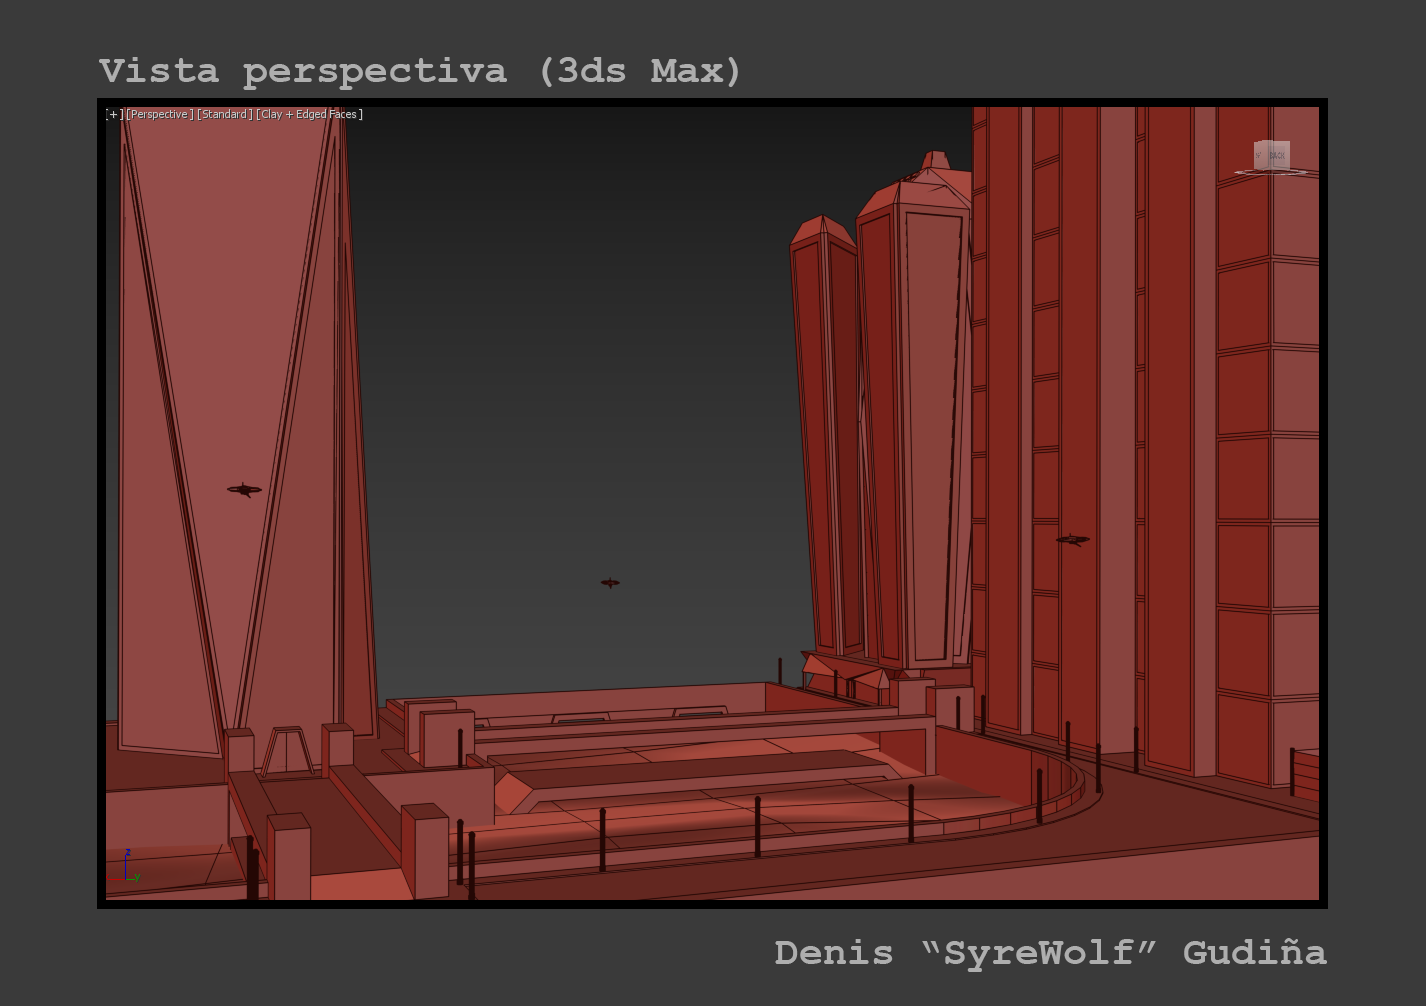 Vista perspectiva (3ds Max)
[+] [Perspective ] [Standard ] [Clay + Edged Faces ]
BACK
z
y
Denis “SyreWolf” Gudiña